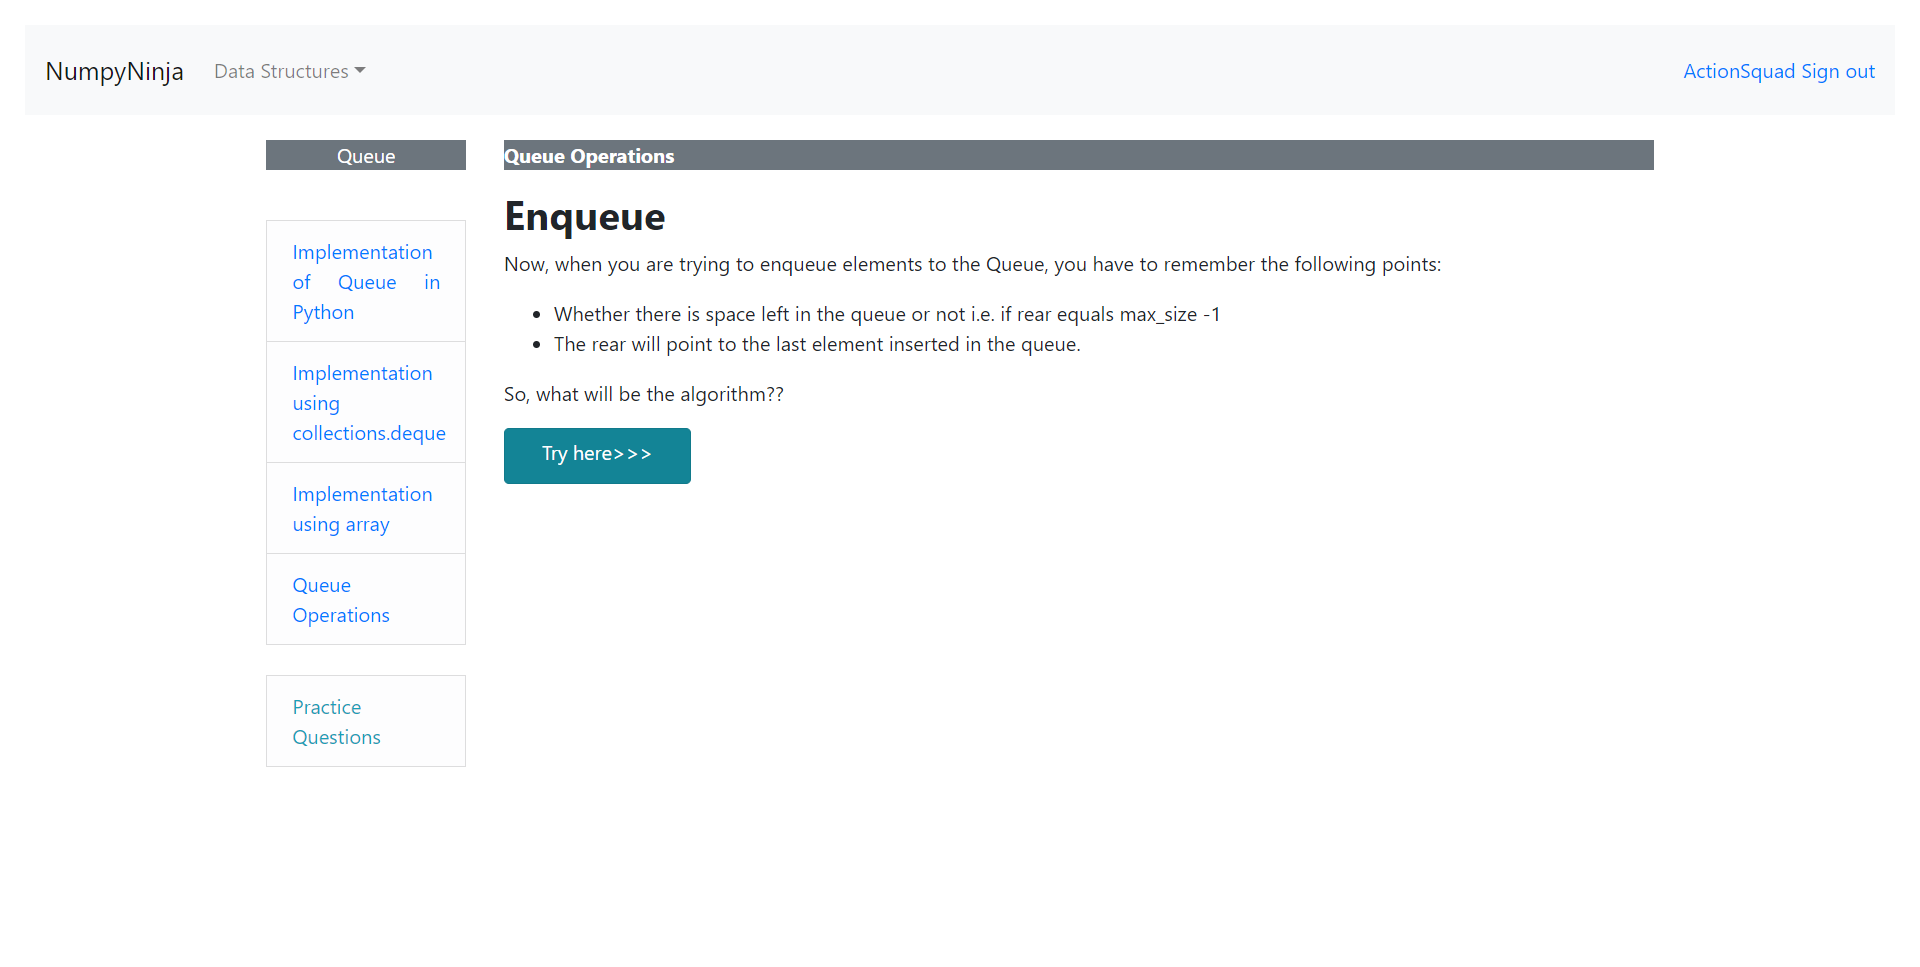 NumpyNinja
Data Structures
ActionSquad Sign out
Queue
Implementation
of Queue in
Python
Implementation
using
collections.deque
Implementation
using array
Queue
Operations
Practice
Questions
Queue Operations
Enqueue
Now, when you are trying to enqueue elements to the Queue, you have to remember the following points:
• Whether there is space left in the queue or not i.e. if rear equals max_size -1
• The rear will point to the last element inserted in the queue.
So, what will be the algorithm??
Try here>>>